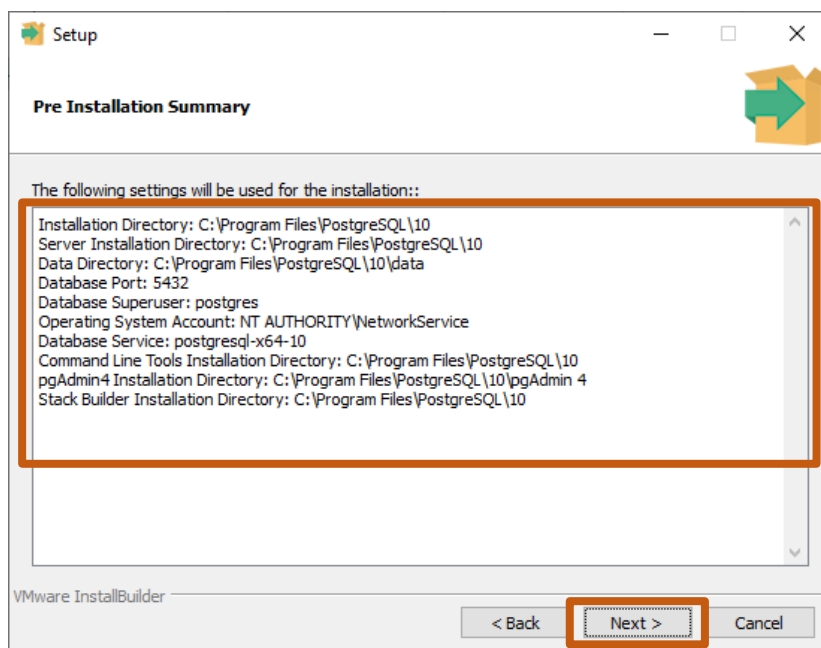 Setup
Pre Installation Summary
The following settings will be used for the installation::
Installation Directory: C:\Program Files\PostgreSQL\10
Server Installation Directory: C:\Program Files\PostgreSQL\10
Data Directory: C:\Program Files\PostgreSQL\10\data
Database Port: 5432
Database Superuser: postgres
Operating System Account: NT AUTHORITY\NetworkService
Database Service: postgresql-x64-10
Command Line Tools Installation Directory: C:\Program Files\PostgreSQL\10
pgAdmin4 Installation Directory: C:\Program Files\PostgreSQL\10\pgAdmin 4
Stack Builder Installation Directory: C:\Program Files\PostgreSQL\10
VMware InstallBuilder
< Back Next > Cancel